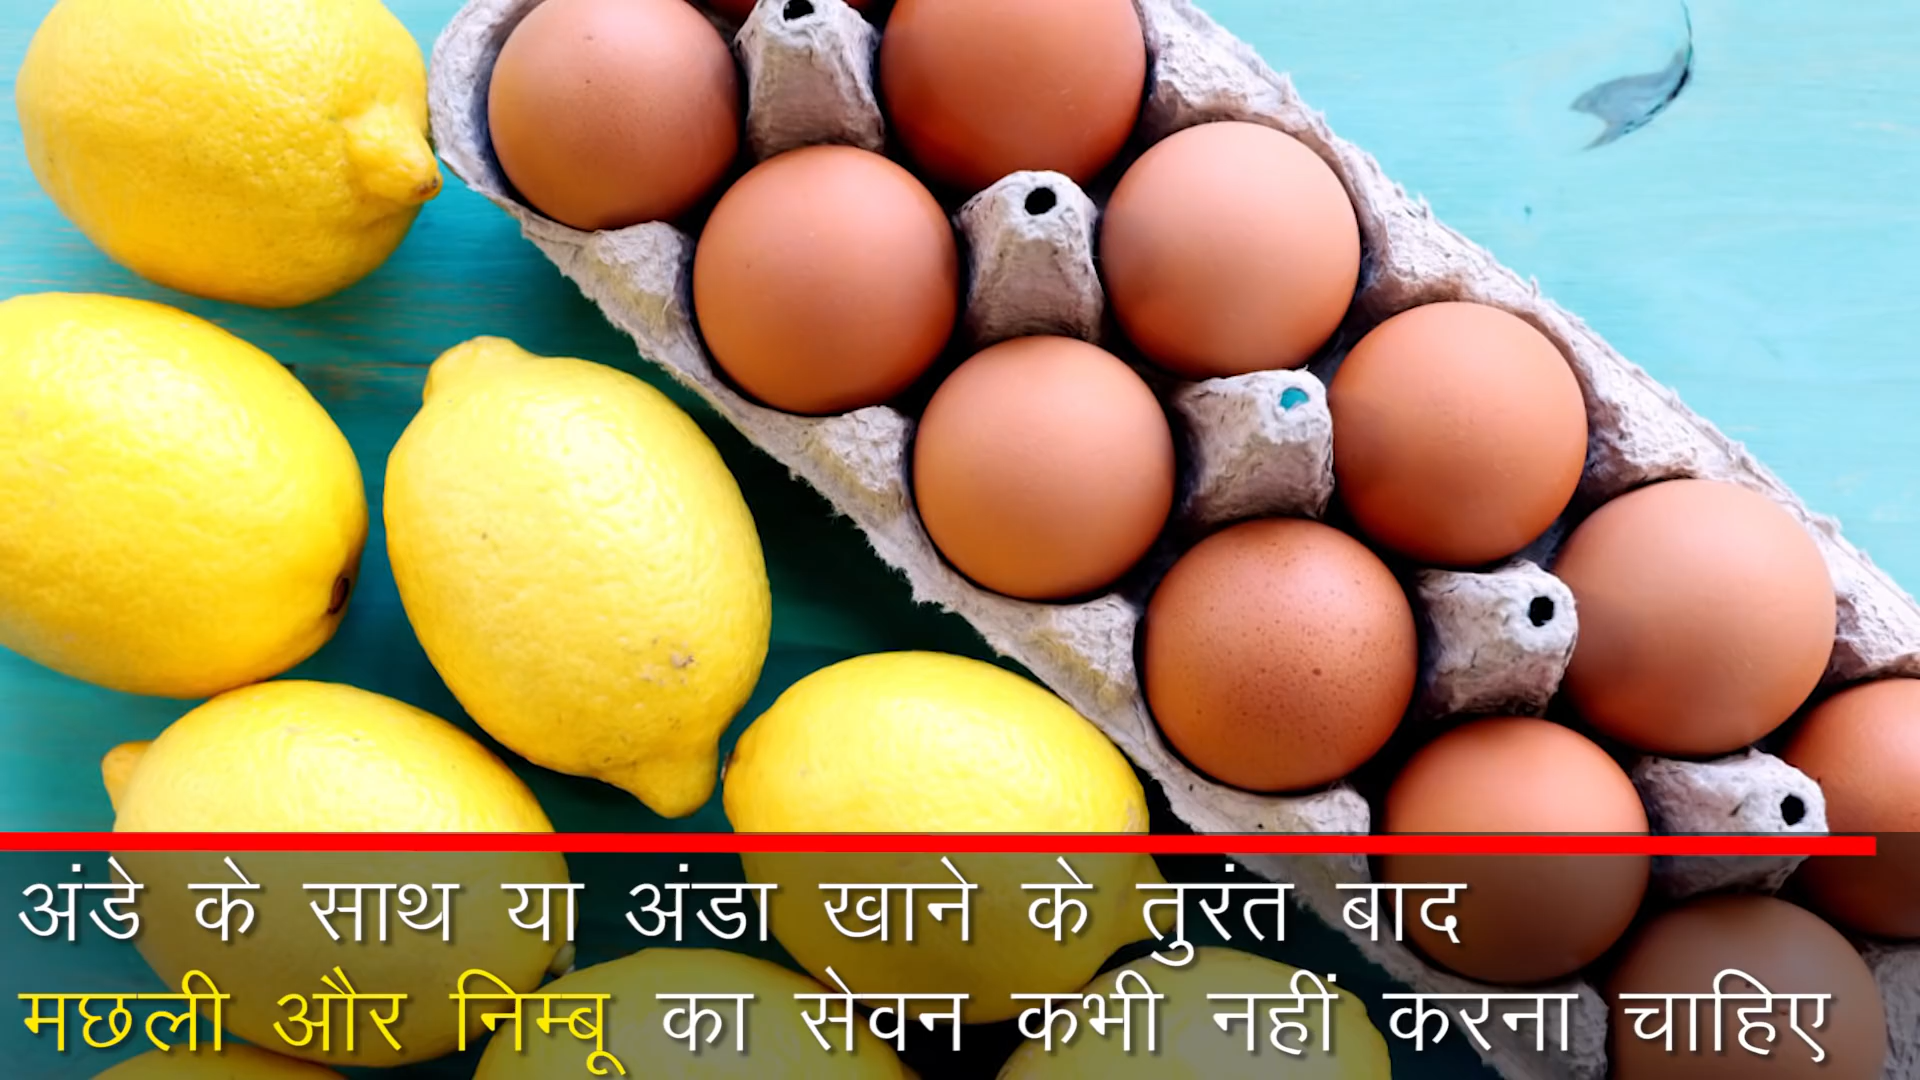 अंडे के साथ या अंडा खाने के तुरंत बाद
मछली और निम्बू का सेवन कभी नहीं करना चाहिए